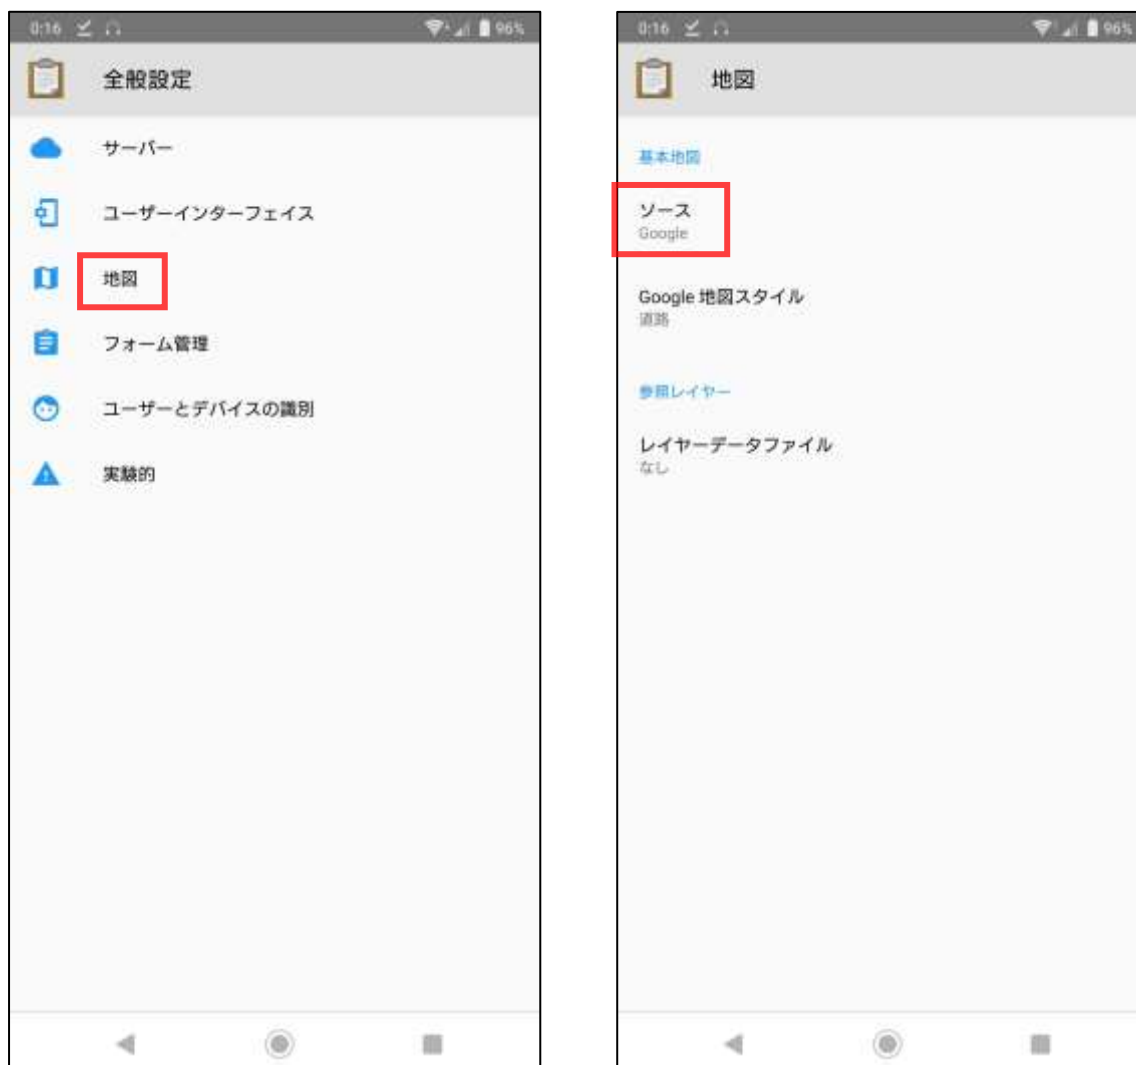 0:16
96%
全般設定
サーバー
ユーザーインターフェイス
地図
フォーム管理
ユーザーとデバイスの識別
実験的
0:16
96%
地図
基本地図
ソース
Google
Google 地図スタイル
道路
参照レイヤー
レイヤーデータファイル
なし